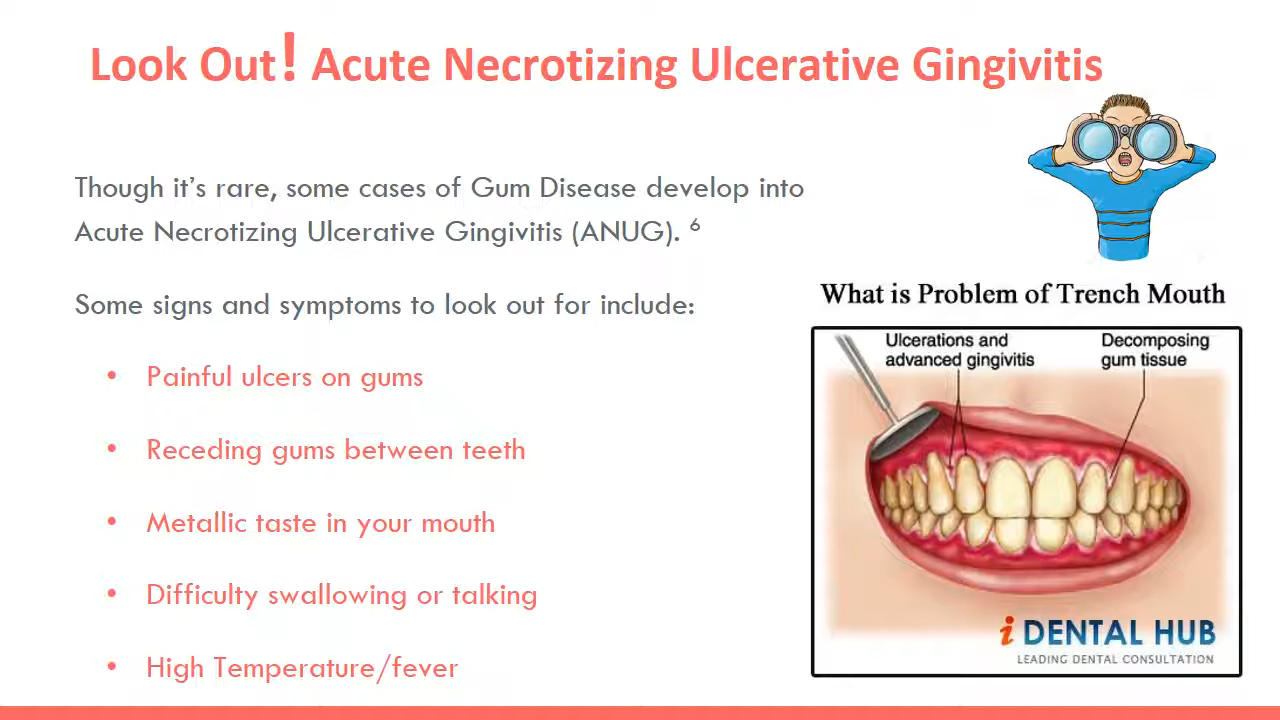 Look Out! Acute Necrotizing Ulcerative Gingivitis
Though it's rare, some cases of Gum Disease develop into
Acute Necrotizing Ulcerative Gingivitis (ANUG). ⁶
Some signs and symptoms to look out for include:
• Painful ulcers on gums
• Receding gums between teeth
• Metallic taste in your mouth
• Difficulty swallowing or talking
• High Temperature/fever
What is Problem of Trench Mouth
Ulcerations and
advanced gingivitis
Decomposing
gum tissue
i DENTAL HUB
LEADING DENTAL CONSULTATION